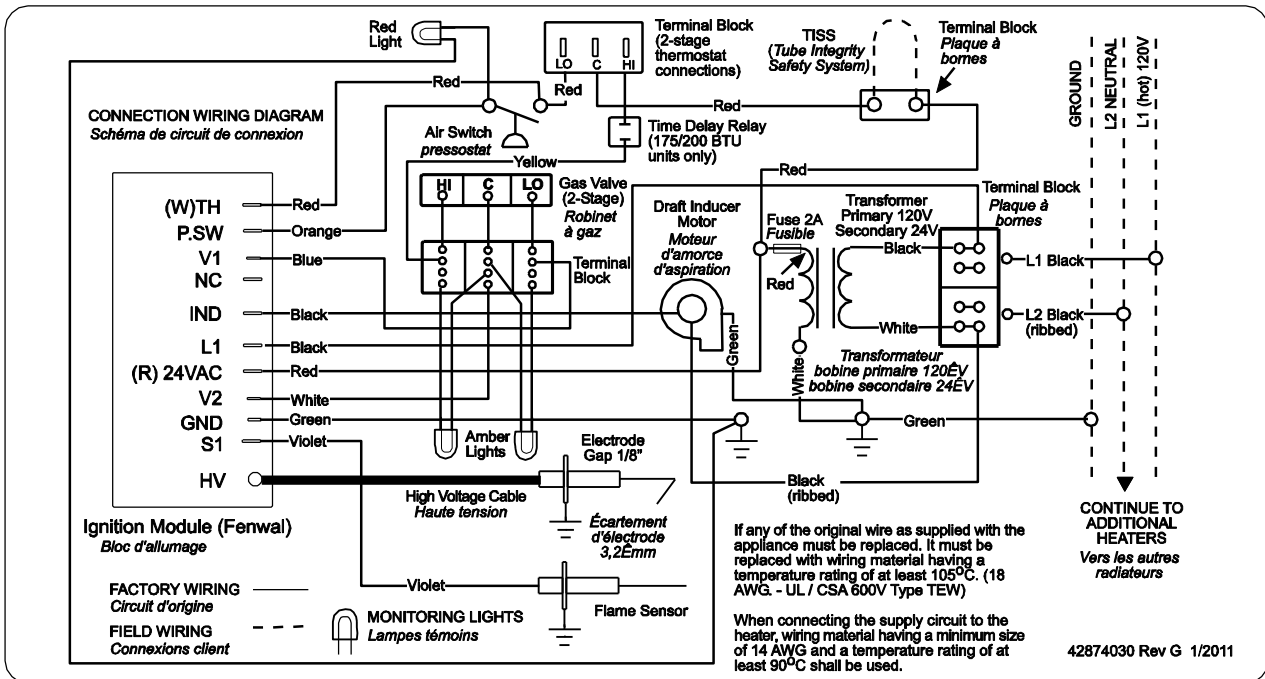 Red
Light
Terminal Block
(2-stage
thermostat
connections)
LO
C
HI
TISS
(Tube Integrity
Safety System)
Terminal Block
Plaque à
bornes
GROUND
L2 NEUTRAL
L1 (hot) 120V
Red
Red
Red
CONNECTION WIRING DIAGRAM
Schéma de circuit de connexion
Air Switch
pressostat
Time Delay Relay
(175/200 BTU
units only)
Yellow
Red
HI
C
LO
Gas Valve
(2-Stage)
Robinet
à gaz
Draft Inducer
Motor
Moteur
d'amorce
d'aspiration
Fuse 2A
Fusible
Transformer
Primary 120V
Secondary 24V
Terminal Block
Plaque à
bornes
(W)TH
Red
P.SW
Orange
V1
Blue
NC
Terminal
Block
Black
Red
L1 Black
IND
Black
White
L2 Black
(ribbed)
L1
Black
Green
White
Transformateur
bobine primaire 120ÊV
bobine secondaire 24ÊV
(R) 24VAC
Red
V2
White
GND
Green
Green
S1
Violet
Amber
Lights
Electrode
Gap 1/8"
HV
High Voltage Cable
Haute tension
Black
(ribbed)
Écartement
d'électrode
3,2Êmm
CONTINUE TO
ADDITIONAL
HEATERS
Vers les autres
radiateurs
Ignition Module (Fenwal)
Bloc d'allumage
If any of the original wire as supplied with the
appliance must be replaced. It must be
replaced with wiring material having a
temperature rating of at least 105OC. (18
AWG. - UL / CSA 600V Type TEW)
FACTORY WIRING
Circuit d'origine
Violet
Flame Sensor
FIELD WIRING
Connexions client
MONITORING LIGHTS
Lampes témoins
When connecting the supply circuit to the
heater, wiring material having a minimum size
of 14 AWG and a temperature rating of at
least 90OC shall be used.
42874030 Rev G 1/2011